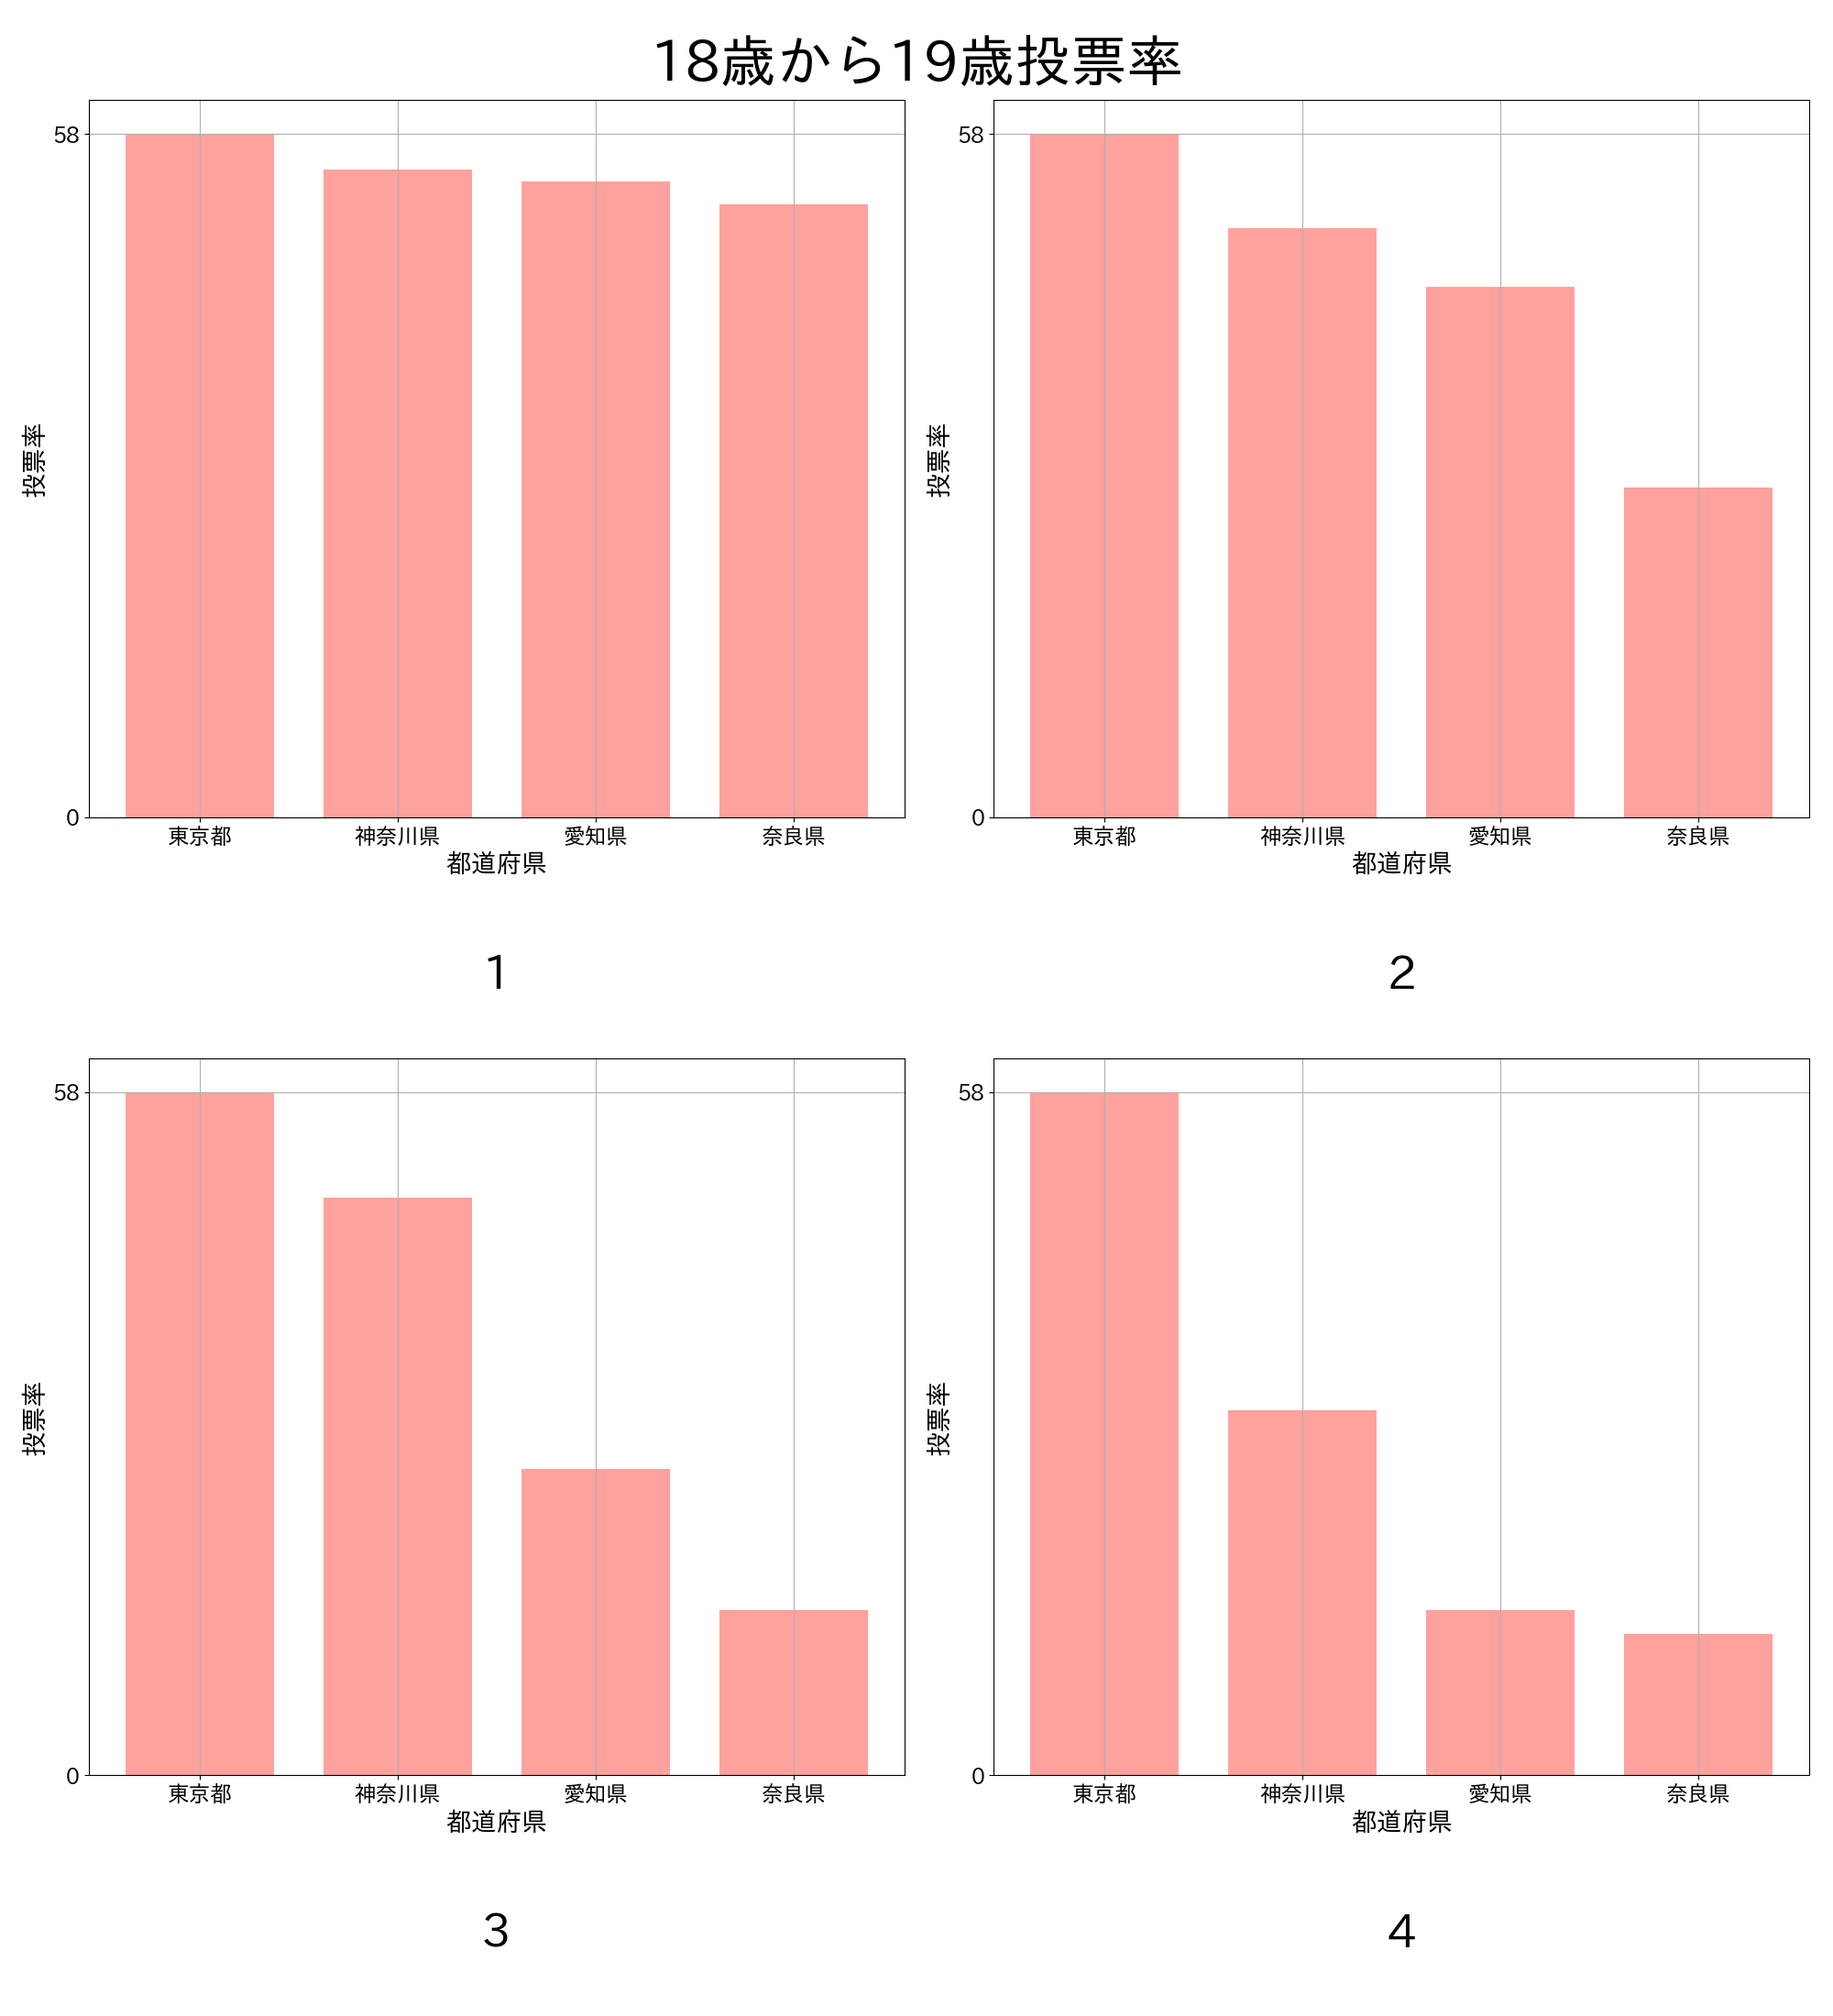 18歳から19歳投票率
58
0
投票率
東京都 神奈川県 愛知県 奈良県
都道府県
1
58
0
投票率
東京都 神奈川県 愛知県 奈良県
都道府県
2
58
0
投票率
東京都 神奈川県 愛知県 奈良県
都道府県
3
58
0
投票率
東京都 神奈川県 愛知県 奈良県
都道府県
4